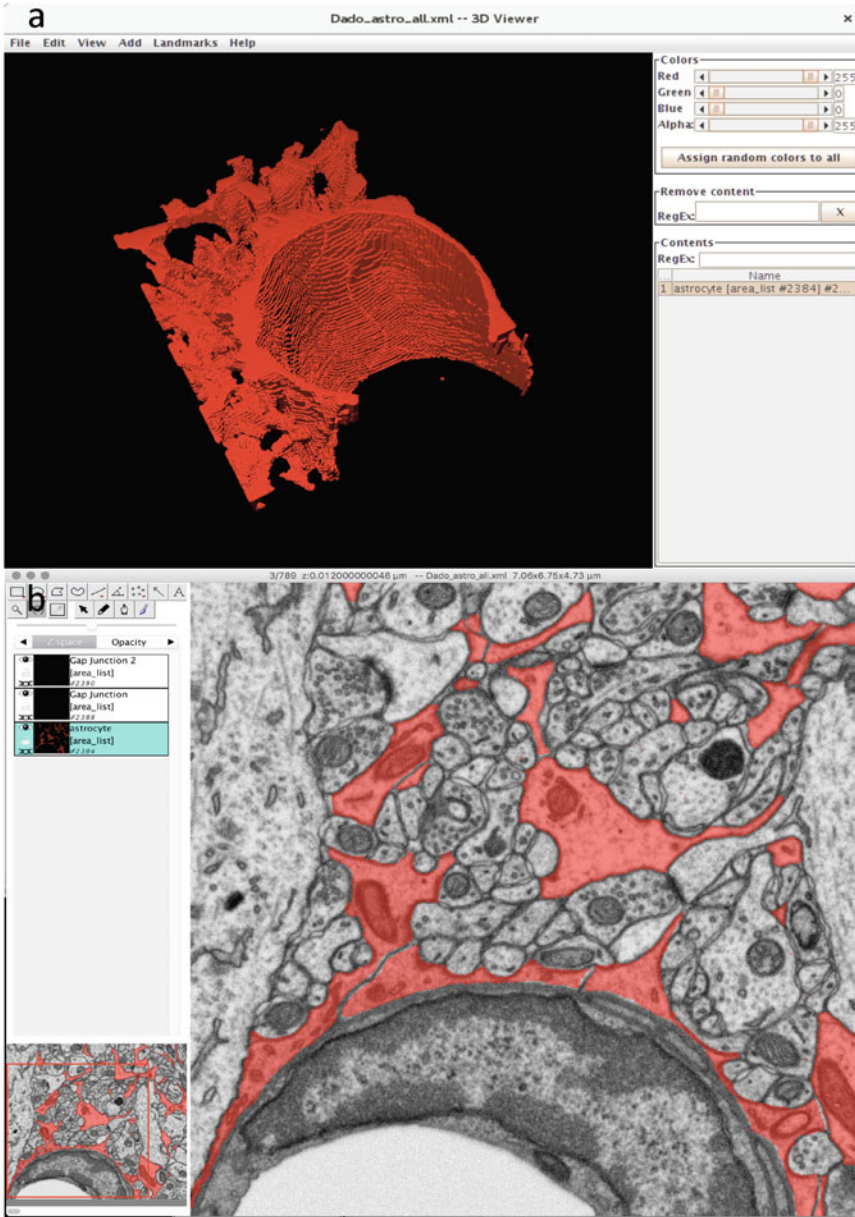 a
Dado_astro_all.xml -- 3D Viewer
×
File Edit View Add Landmarks Help
Colors
Red 255
Green 0
Blue 0
Alpha: 255
Assign random colors to all
Remove content
RegEx: X
Contents
RegEx:
... Name
1 astrocyte [area_list #2384] #2...
3/789 z:0.012000000048 µm -- Dado_astro_all.xml 7.06x6.75x4.73 µm
b
A
Z space Opacity
Gap Junction 2
[area_list]
#2390
Gap Junction
[area_list]
astrocyte
[area_list]
#2384